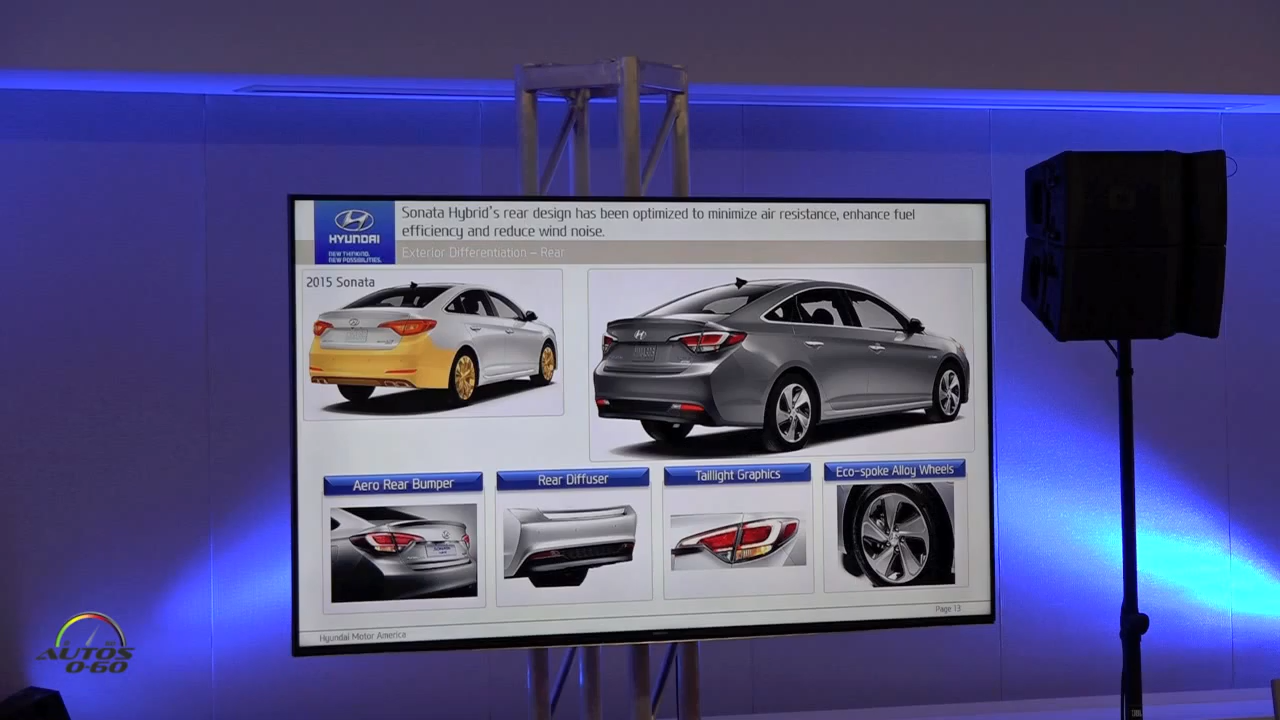 Sonata Hybrid's rear design has been optimized to minimize air resistance, enhance fuel
efficiency and reduce wind noise.
HYUNDAI
NEW THINKING.
NEW POSSIBILITIES.
Exterior Differentiation – Rear
2015 Sonata
Aero Rear Bumper
Rear Diffuser
Taillight Graphics
Eco-spoke Alloy Wheels
Hyundai Motor America
Page 13
AUTOS
0-60